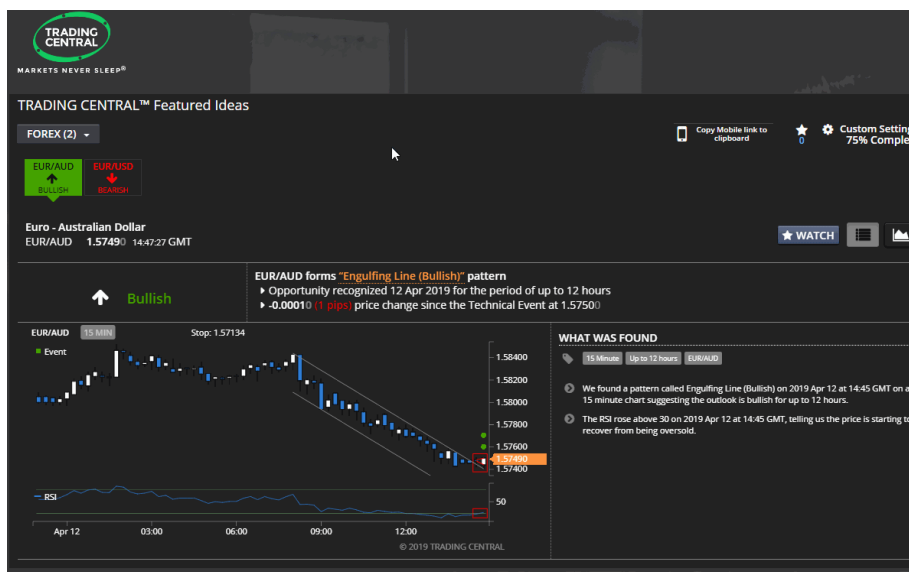 TRADING
CENTRAL
MARKETS NEVER SLEEP®
TRADING CENTRAL™ Featured Ideas
FOREX (2)
Copy Mobile link to
clipboard
0
Custom Setting
75% Comple
EUR/AUD
BULLISH
EUR/USD
BEARISH
Euro - Australian Dollar
EUR/AUD 1.57490 14:47:27 GMT
WATCH
Bullish
EUR/AUD forms "Engulfing Line (Bullish)" pattern
Opportunity recognized 12 Apr 2019 for the period of up to 12 hours
-0.00010 (1 pips) price change since the Technical Event at 1.57500
EUR/AUD 15 MIN Stop: 1.57134
Event
1.58400
1.58200
1.58000
1.57800
1.57600
1.57490
1.57400
RSI
50
Apr 12 03:00 06:00 09:00 12:00
© 2019 TRADING CENTRAL
WHAT WAS FOUND
15 Minute Up to 12 hours EUR/AUD
We found a pattern called Engulfing Line (Bullish) on 2019 Apr 12 at 14:45 GMT on a
15 minute chart suggesting the outlook is bullish for up to 12 hours.
The RSI rose above 30 on 2019 Apr 12 at 14:45 GMT, telling us the price is starting to
recover from being oversold.